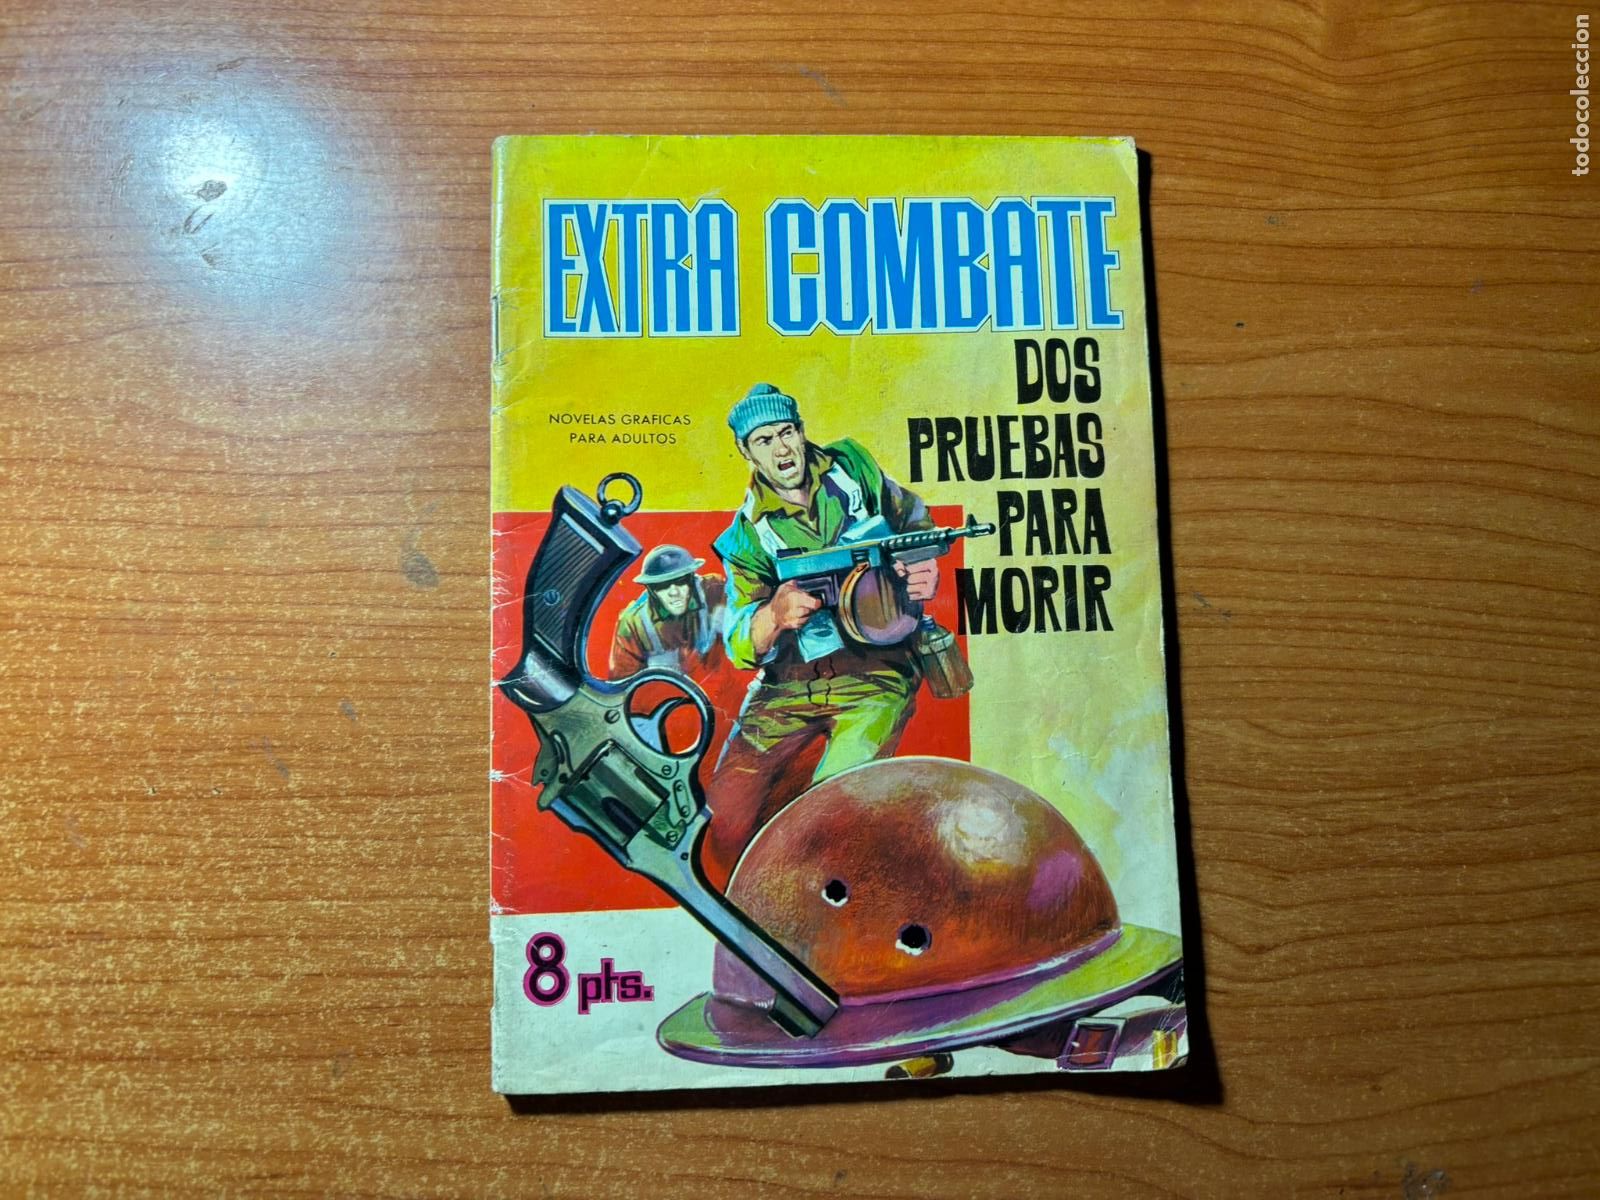 EXTRA COMBATE
DOS
PRUEBAS
PARA
MORIR
NOVELAS GRAFICAS
PARA ADULTOS
8 pts.
todocoleccion